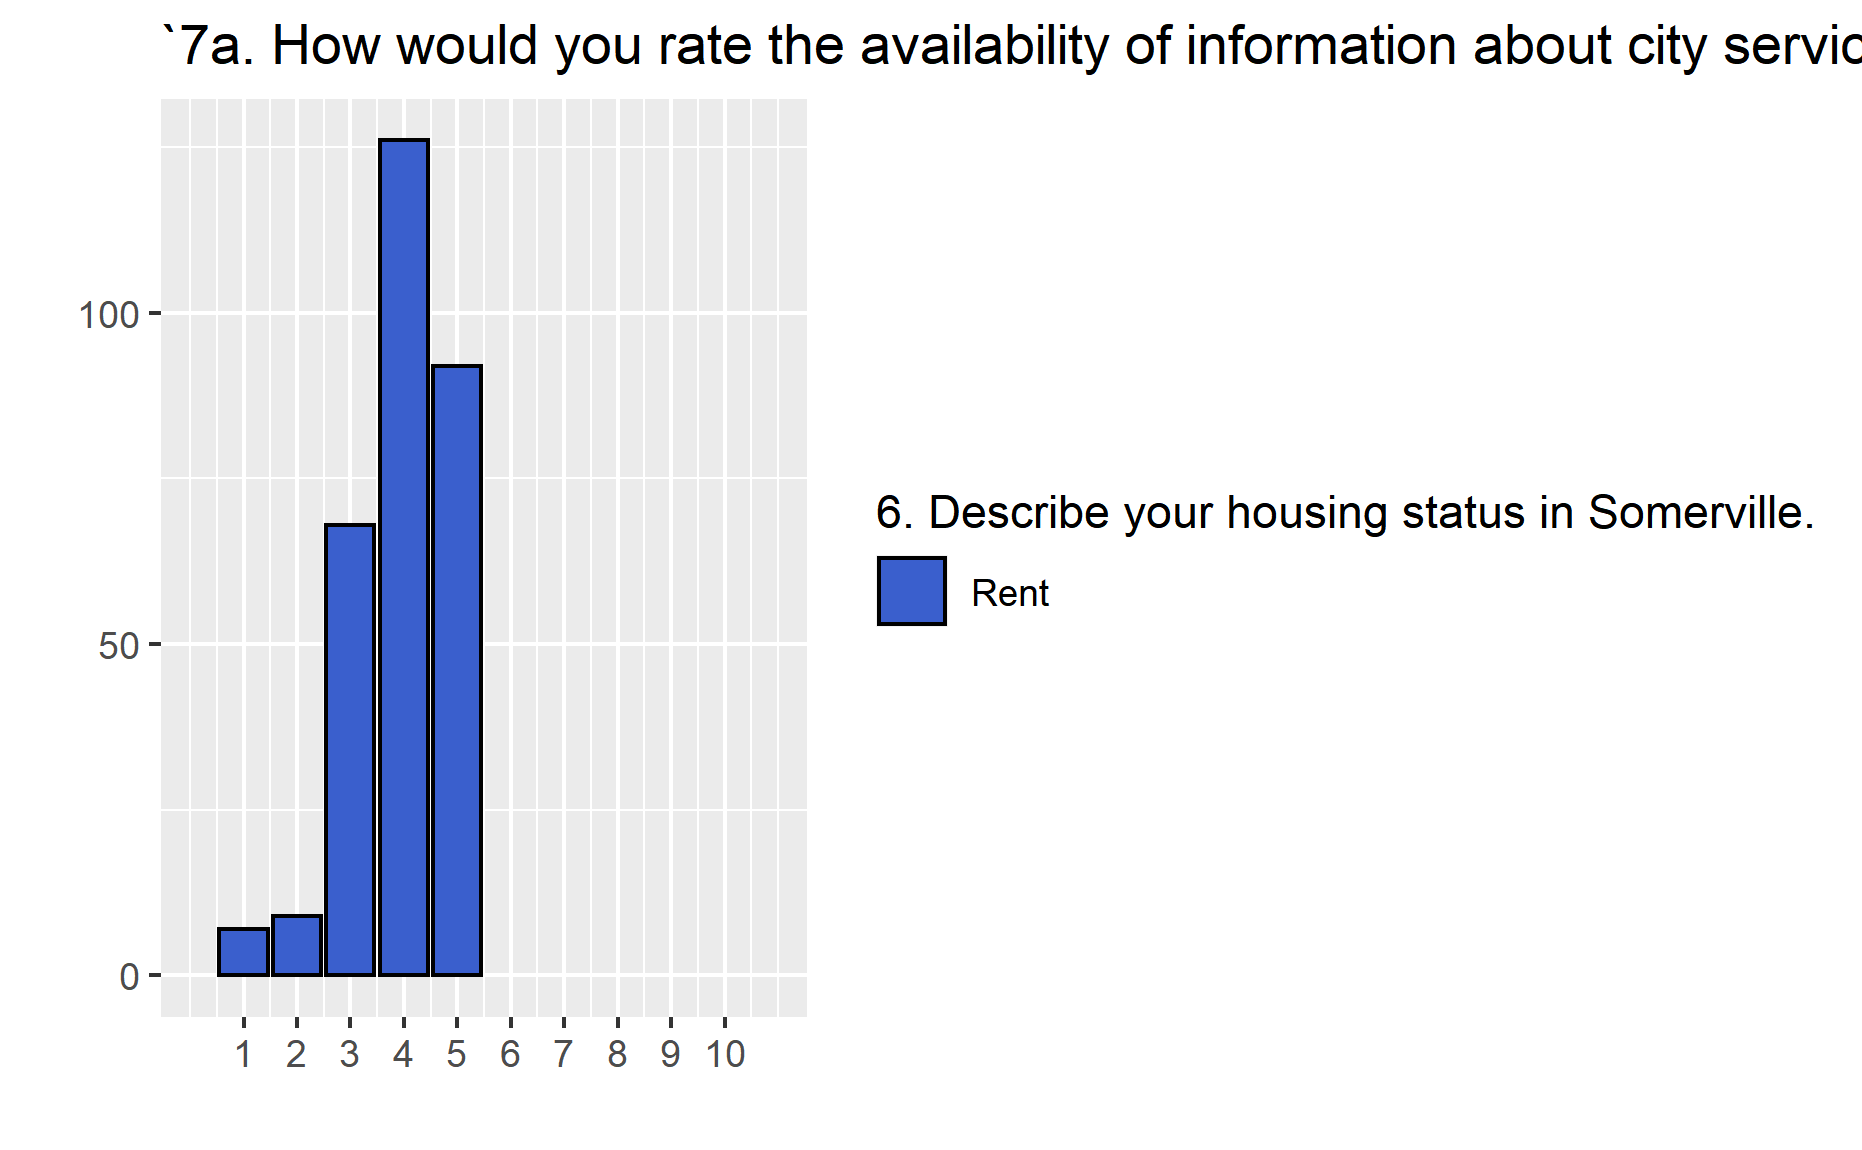 `7a. How would you rate the availability of information about city servic
100
50
0
1 2 3 4 5 6 7 8 9 10
6. Describe your housing status in Somerville.
Rent